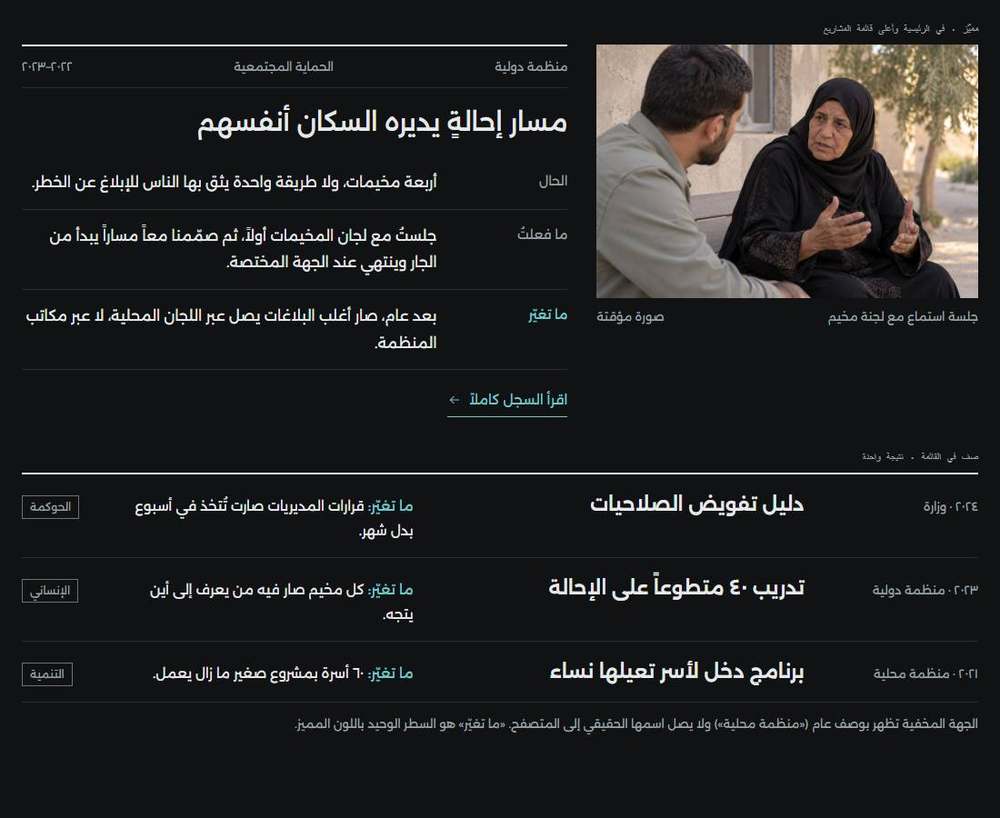 مميّز · في الرئيسية وأعلى قائمة المشاريع
منظمة دولية
الحماية المجتمعية
٢٠٢٢–٢٠٢٣
مسار إحالةٍ يديره السكان أنفسهم
الحال
أربعة مخيمات، ولا طريقة واحدة يثق بها الناس للإبلاغ عن الخطر.
ما فعلتُ
جلستُ مع لجان المخيمات أولاً، ثم صمّمنا معاً مساراً يبدأ من
الجار وينتهي عند الجهة المختصة.
ما تغيّر
بعد عام، صار أغلب البلاغات يصل عبر اللجان المحلية، لا عبر مكاتب
المنظمة.
اقرأ السجل كاملاً ←
جلسة استماع مع لجنة مخيم
صورة مؤقتة
صف في القائمة · نتيجة واحدة
٢٠٢٤ · وزارة
دليل تفويض الصلاحيات
ما تغيّر: قرارات المديريات صارت تُتخذ في أسبوع
بدل شهر.
الحوكمة
٢٠٢٣ · منظمة دولية
تدريب ٤٠ متطوعاً على الإحالة
ما تغيّر: كل مخيم صار فيه من يعرف إلى أين
يتجه.
الإنساني
٢٠٢١ · منظمة محلية
برنامج دخل لأسر تعيلها نساء
ما تغيّر: ٦٠ أسرة بمشروع صغير ما زال يعمل.
التنمية
الجهة المخفية تظهر بوصف عام («منظمة محلية») ولا يصل اسمها الحقيقي إلى المتصفح. «ما تغيّر» هو السطر الوحيد باللون المميز.